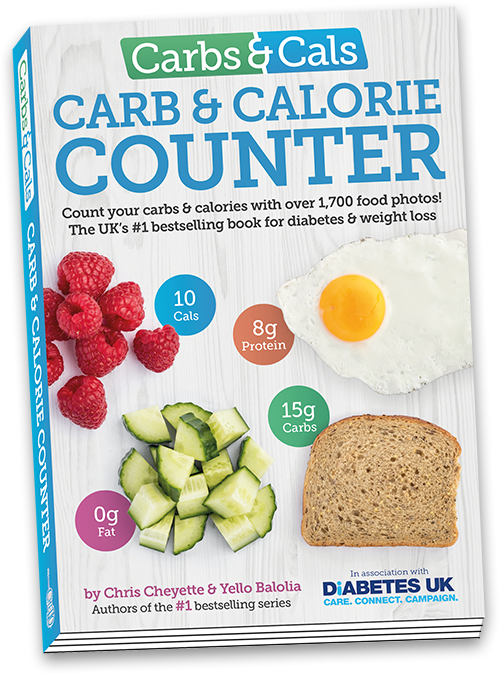 Carbs & Cals
CARB & CALORIE
COUNTER
Count your carbs & calories with over 1,700 food photos!
The UK's #1 bestselling book for diabetes & weight loss
10
Cals
8g
Protein
15g
Carbs
0g
Fat
by Chris Cheyette & Yello Balolia
Authors of the #1 bestselling series
In association with
DiABETES UK
CARE. CONNECT. CAMPAIGN.
Carbs & Cals CARB & CALORIE COUNTER